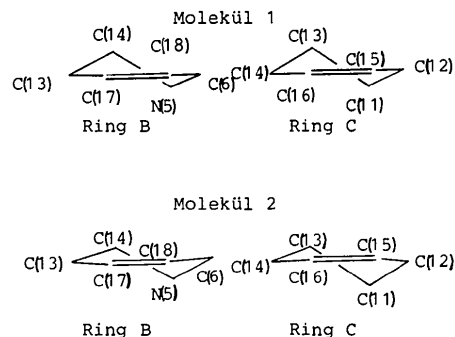 Molekül 1
C(14) C(18) C(13) C(15)
C(13) C(17) N(5) C(6) C(14) C(16) C(11) C(12)
Ring B Ring C
Molekül 2
C(14) C(18) C(13) C(15)
C(13) C(17) N(5) C(6) C(14) C(16) C(11) C(12)
Ring B Ring C